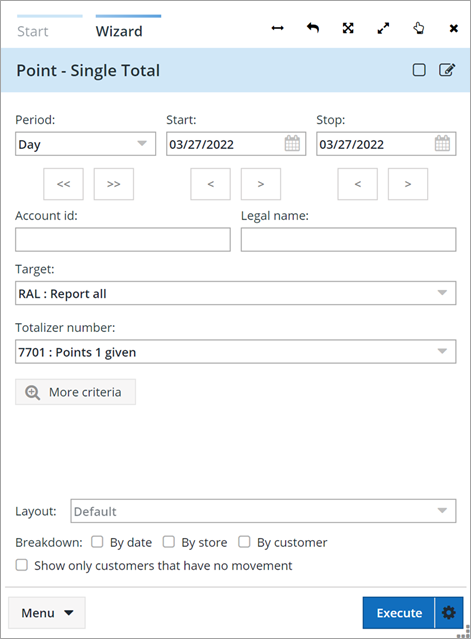 Start Wizard
Point - Single Total
Period: Start: Stop:
Day 03/27/2022 03/27/2022
<< >> < > < >
Account id: Legal name:
Target:
RAL : Report all
Totalizer number:
7701 : Points 1 given
More criteria
Layout: Default
Breakdown: By date By store By customer
Show only customers that have no movement
Menu Execute